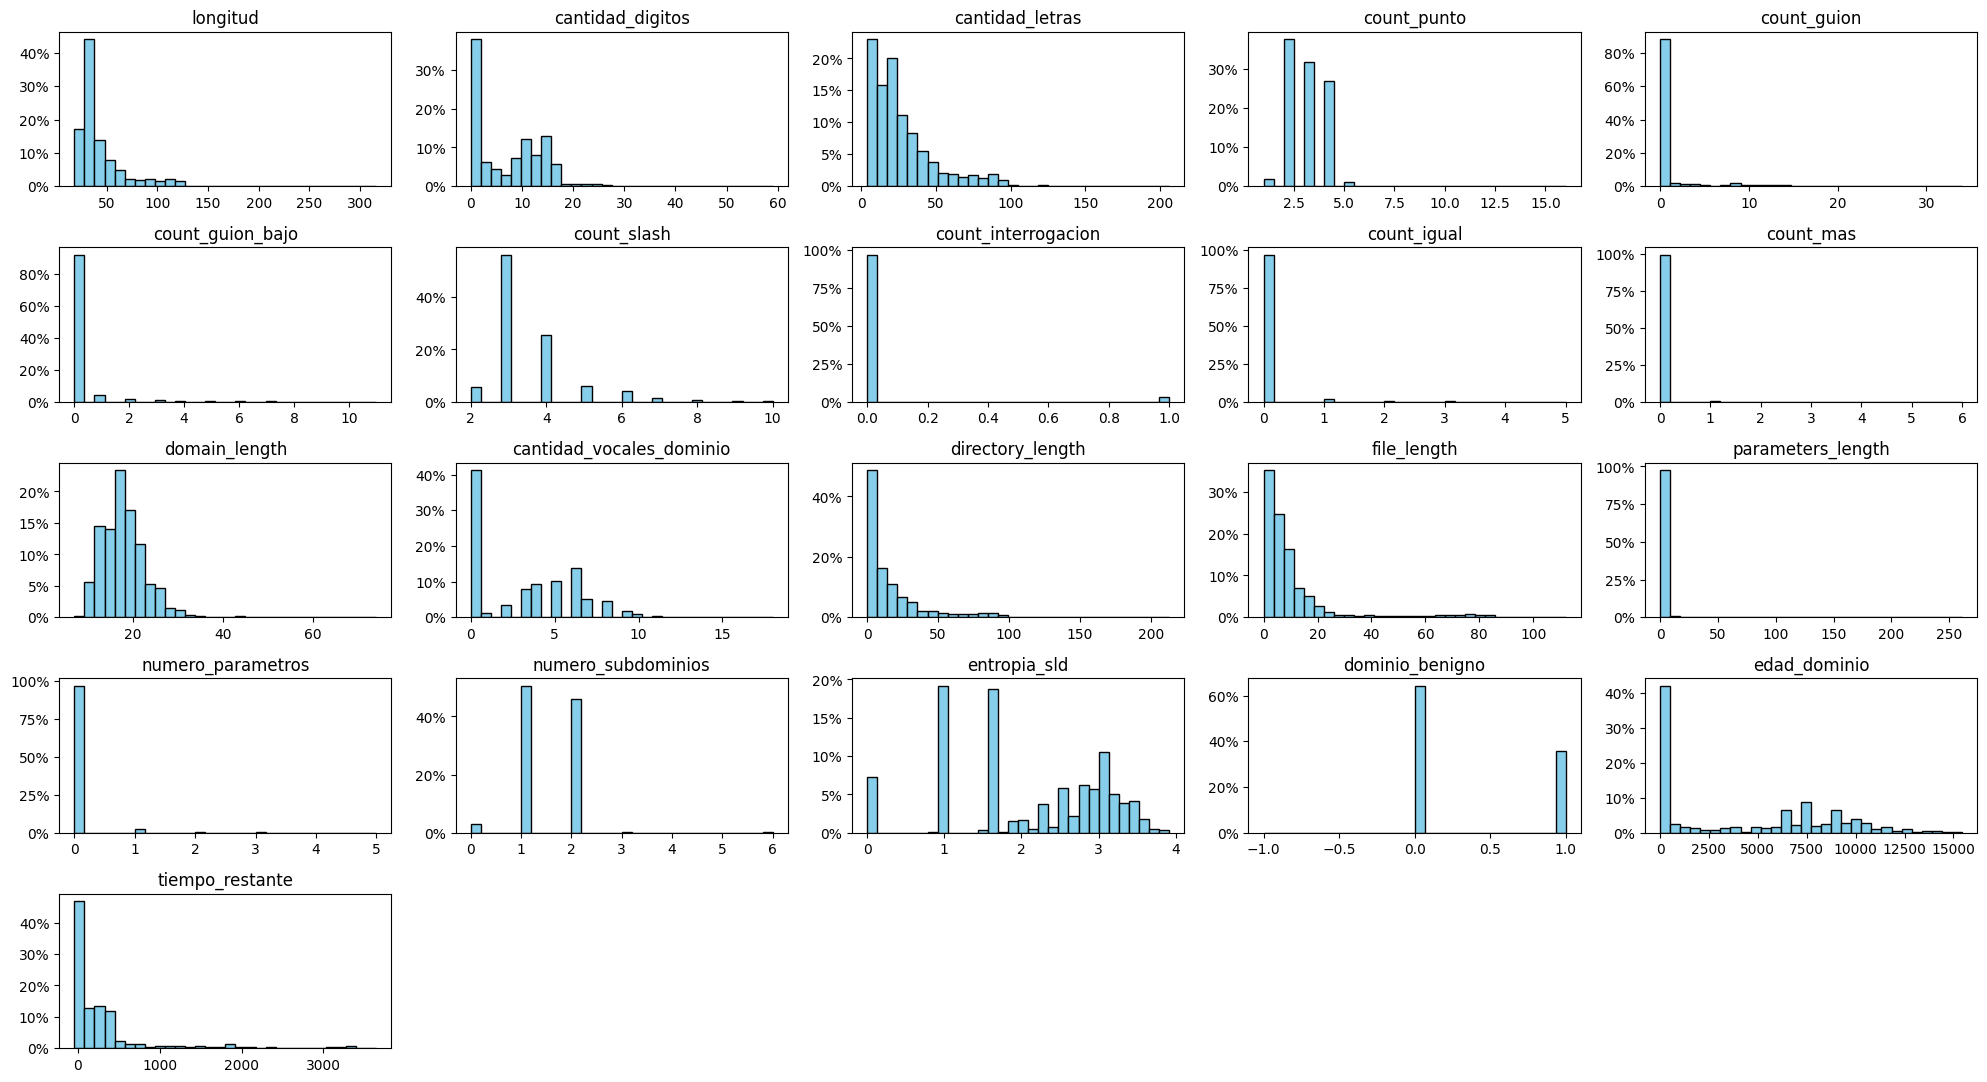 longitud cantidad_digitos cantidad_letras count_punto count_guion
40% 30% 20% 10% 0%
50 100 150 200 250 300
30% 20% 10% 0%
0 10 20 30 40 50 60
20% 15% 10% 5% 0%
0 50 100 150 200
30% 20% 10% 0%
2.5 5.0 7.5 10.0 12.5 15.0
80% 60% 40% 20% 0%
0 10 20 30
count_guion_bajo count_slash count_interrogacion count_igual count_mas
80% 60% 40% 20% 0%
0 2 4 6 8 10
40% 20% 0%
2 4 6 8 10
100% 75% 50% 25% 0%
0.0 0.2 0.4 0.6 0.8 1.0
100% 75% 50% 25% 0%
0 1 2 3 4 5
100% 75% 50% 25% 0%
0 1 2 3 4 5 6
domain_length cantidad_vocales_dominio directory_length file_length parameters_length
20% 15% 10% 5% 0%
20 40 60
40% 30% 20% 10% 0%
0 5 10 15
40% 20% 0%
0 50 100 150 200
30% 20% 10% 0%
0 20 40 60 80 100
100% 75% 50% 25% 0%
0 50 100 150 200 250
numero_parametros numero_subdominios entropia_sld dominio_benigno edad_dominio
100% 75% 50% 25% 0%
0 1 2 3 4 5
40% 20% 0%
0 1 2 3 4 5 6
20% 15% 10% 5% 0%
0 1 2 3 4
60% 40% 20% 0%
−1.0 −0.5 0.0 0.5 1.0
40% 30% 20% 10% 0%
0 2500 5000 7500 10000 12500 15000
tiempo_restante
40% 30% 20% 10% 0%
0 1000 2000 3000